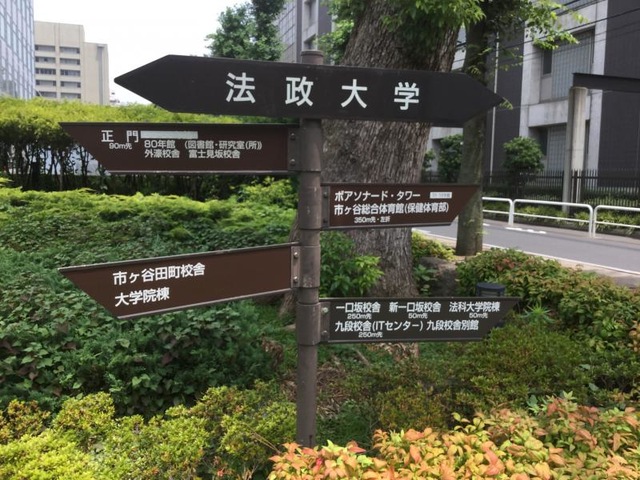 法政大学
正門
90m先
80年館 (図書館・研究室(所))
外濠校舎 富士見坂校舎
ボアソナード・タワー
市ヶ谷総合体育館(保健体育部)
350m先・左折
市ヶ谷田町校舎
大学院棟
一口坂校舎 新一口坂校舎 法科大学院棟
250m先 50m先 50m先
九段校舎(ITセンター) 九段校舎別館
250m先